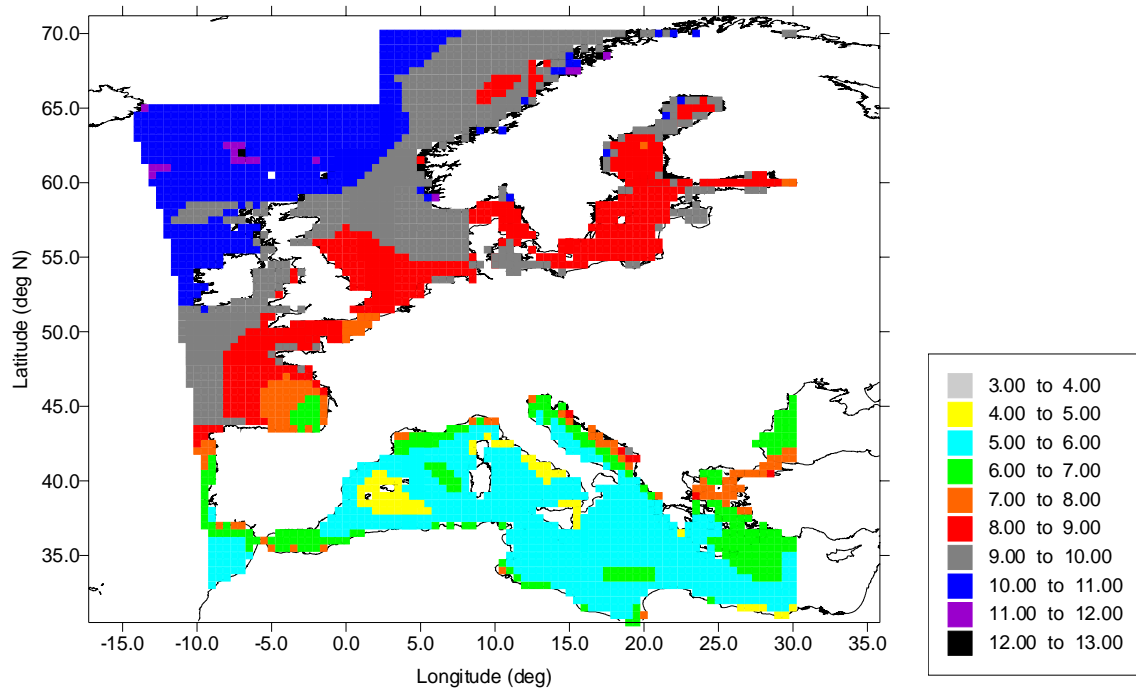 70.0
65.0
60.0
55.0
50.0
45.0
40.0
35.0
Latitude (deg N)
-15.0 -10.0 -5.0 0.0 5.0 10.0 15.0 20.0 25.0 30.0 35.0
Longitude (deg)
3.00 to 4.00
4.00 to 5.00
5.00 to 6.00
6.00 to 7.00
7.00 to 8.00
8.00 to 9.00
9.00 to 10.00
10.00 to 11.00
11.00 to 12.00
12.00 to 13.00